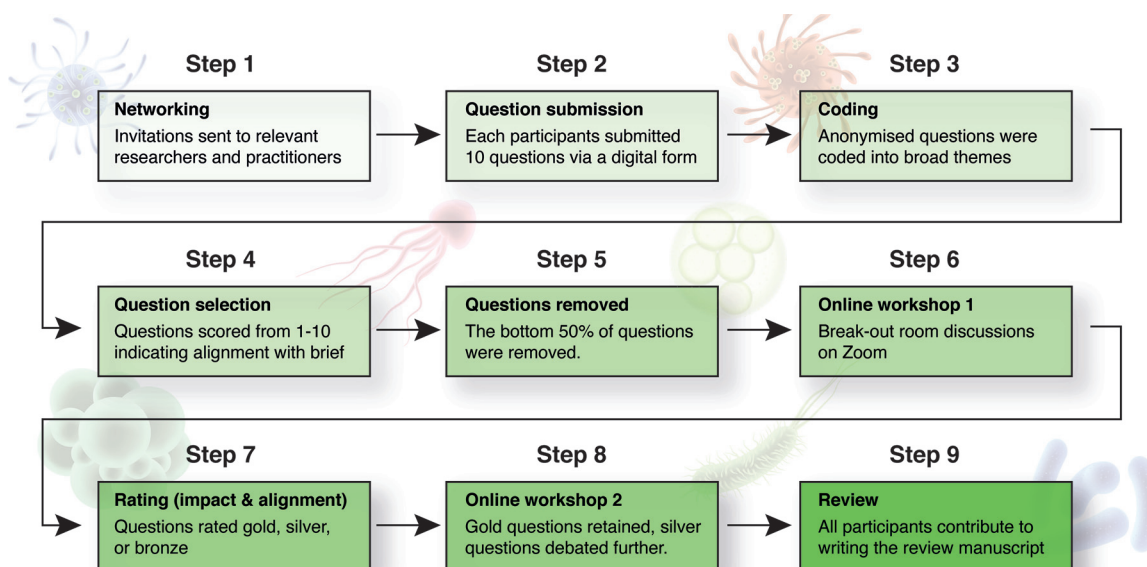 Step 1
Networking
Invitations sent to relevant
researchers and practitioners
Step 2
Question submission
Each participants submitted
10 questions via a digital form
Step 3
Coding
Anonymised questions were
coded into broad themes
Step 4
Question selection
Questions scored from 1-10
indicating alignment with brief
Step 5
Questions removed
The bottom 50% of questions
were removed.
Step 6
Online workshop 1
Break-out room discussions
on Zoom
Step 7
Rating (impact & alignment)
Questions rated gold, silver,
or bronze
Step 8
Online workshop 2
Gold questions retained, silver
questions debated further.
Step 9
Review
All participants contribute to
writing the review manuscript